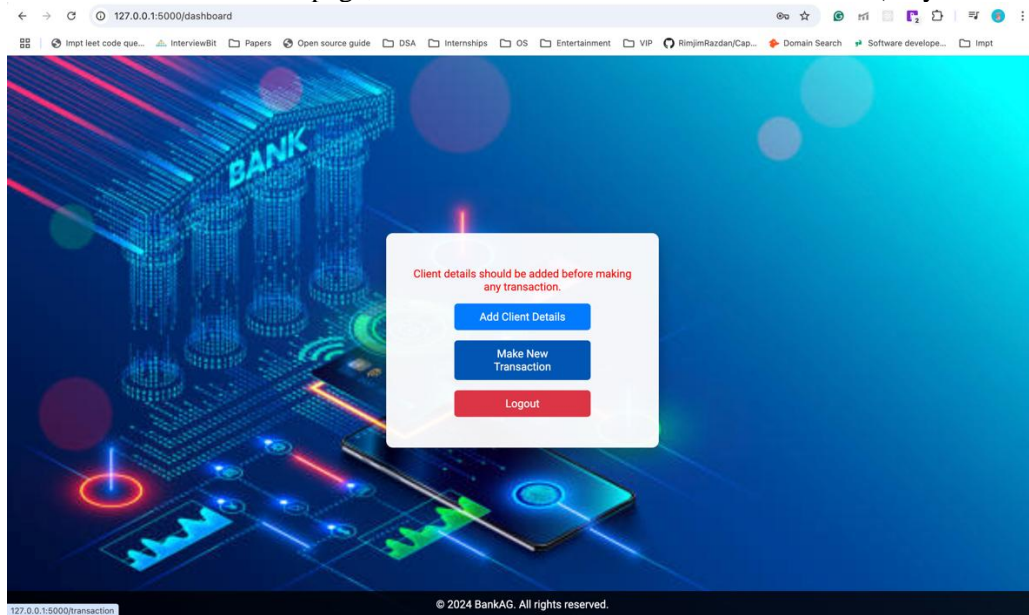 127.0.0.1:5000/dashboard
Impt leet code que...
InterviewBit
Papers
Open source guide
DSA
Internships
OS
Entertainment
VIP
RimjimRazdan/Cap...
Domain Search
Software develope...
Impt
BANK
Client details should be added before making
any transaction.
Add Client Details
Make New
Transaction
Logout
© 2024 BankAG. All rights reserved.
127.0.0.1:5000/transaction